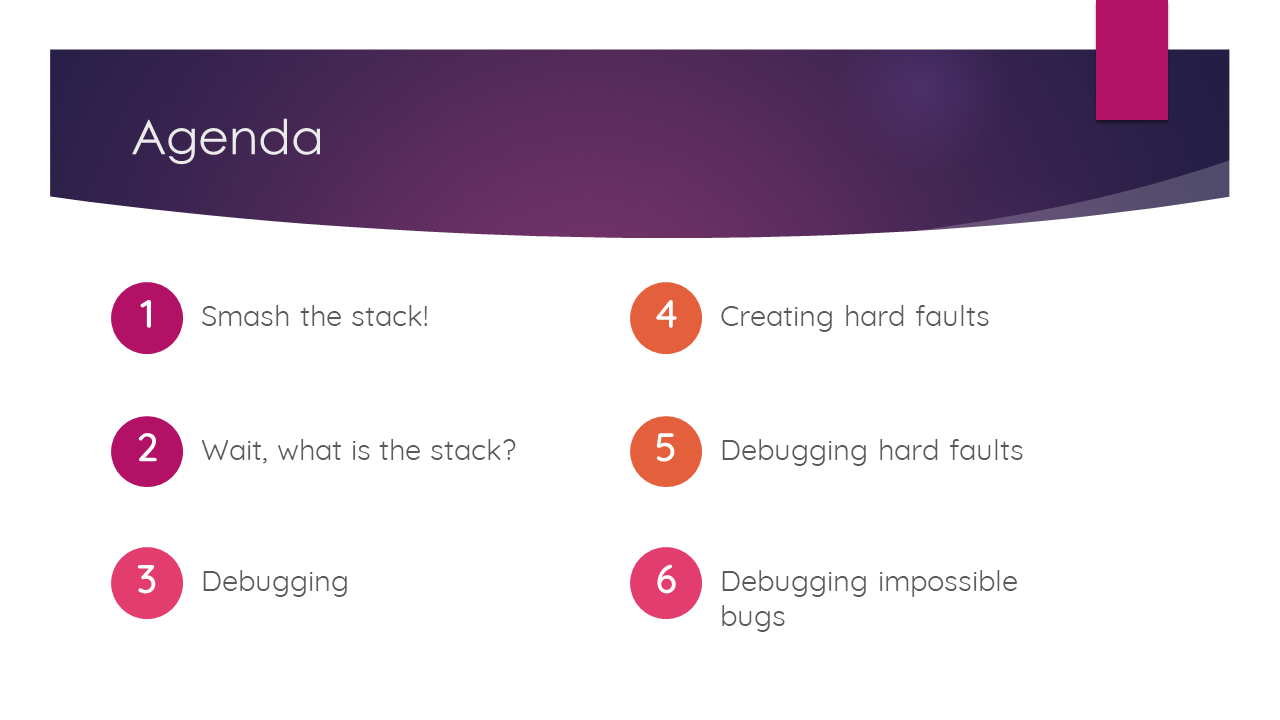 Agenda
1 Smash the stack!
2 Wait, what is the stack?
3 Debugging
4 Creating hard faults
5 Debugging hard faults
6 Debugging impossible
bugs